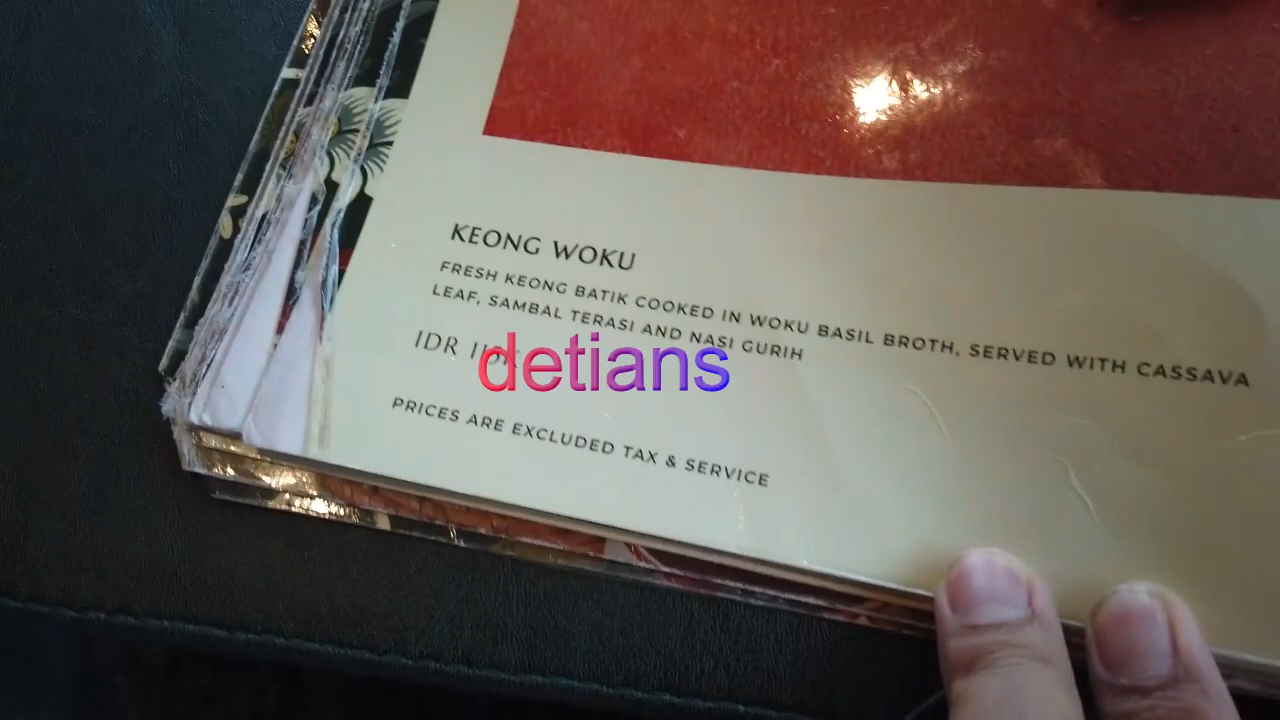 KEONG WOKU
FRESH KEONG BATIK COOKED IN WOKU BASIL BROTH, SERVED WITH CASSAVA
LEAF, SAMBAL TERASI AND NASI GURIH
IDR
detians
PRICES ARE EXCLUDED TAX & SERVICE